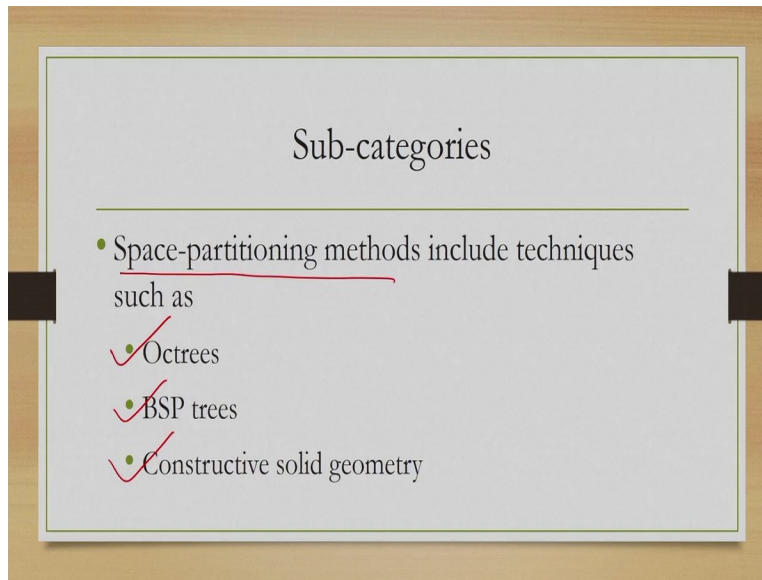 Sub-categories
• Space-partitioning methods include techniques
such as
• Octrees
• BSP trees
• Constructive solid geometry